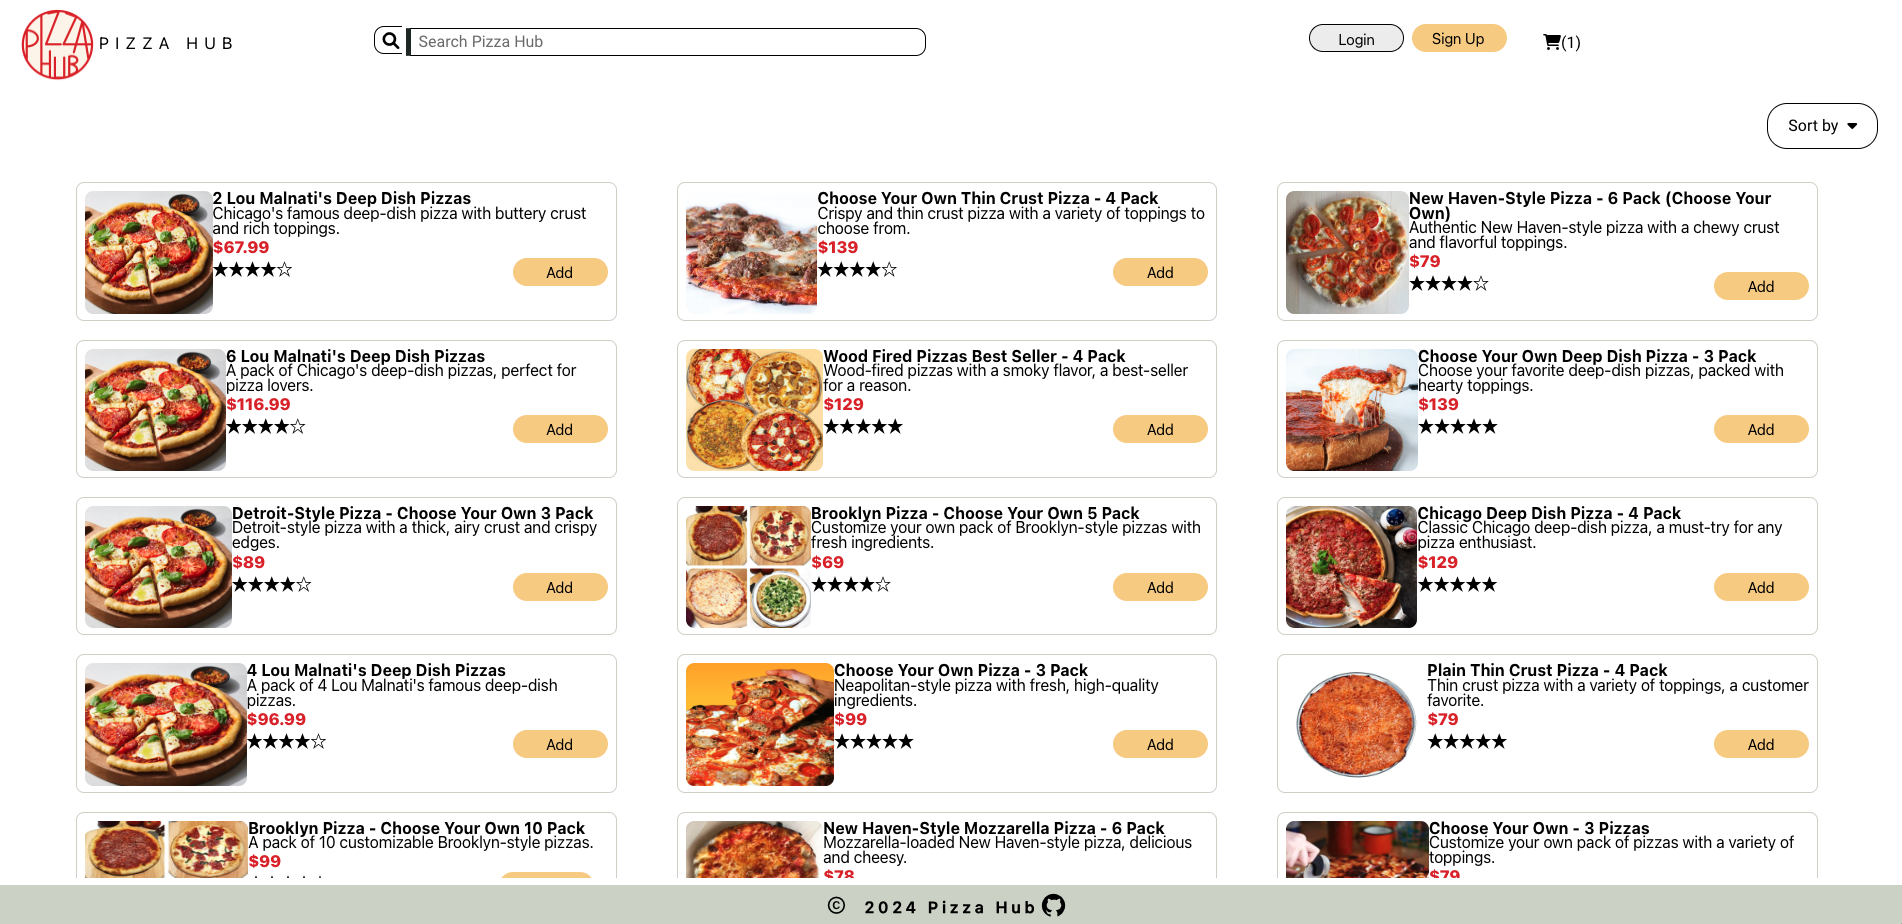 PIZZA HUB
PIZZA HUB
Search Pizza Hub
Login
Sign Up
(1)
Sort by
2 Lou Malnati's Deep Dish Pizzas
Chicago's famous deep-dish pizza with buttery crust
and rich toppings.
$67.99
★★★★☆
Add
Choose Your Own Thin Crust Pizza - 4 Pack
Crispy and thin crust pizza with a variety of toppings to
choose from.
$139
★★★★☆
Add
New Haven-Style Pizza - 6 Pack (Choose Your
Own)
Authentic New Haven-style pizza with a chewy crust
and flavorful toppings.
$79
★★★★☆
Add
6 Lou Malnati's Deep Dish Pizzas
A pack of Chicago's deep-dish pizzas, perfect for
pizza lovers.
$116.99
★★★★☆
Add
Wood Fired Pizzas Best Seller - 4 Pack
Wood-fired pizzas with a smoky flavor, a best-seller
for a reason.
$129
★★★★★
Add
Choose Your Own Deep Dish Pizza - 3 Pack
Choose your favorite deep-dish pizzas, packed with
hearty toppings.
$139
★★★★★
Add
Detroit-Style Pizza - Choose Your Own 3 Pack
Detroit-style pizza with a thick, airy crust and crispy
edges.
$89
★★★★☆
Add
Brooklyn Pizza - Choose Your Own 5 Pack
Customize your own pack of Brooklyn-style pizzas with
fresh ingredients.
$69
★★★★☆
Add
Chicago Deep Dish Pizza - 4 Pack
Classic Chicago deep-dish pizza, a must-try for any
pizza enthusiast.
$129
★★★★★
Add
4 Lou Malnati's Deep Dish Pizzas
A pack of 4 Lou Malnati's famous deep-dish
pizzas.
$96.99
★★★★☆
Add
Choose Your Own Pizza - 3 Pack
Neapolitan-style pizza with fresh, high-quality
ingredients.
$99
★★★★★
Add
Plain Thin Crust Pizza - 4 Pack
Thin crust pizza with a variety of toppings, a customer
favorite.
$79
★★★★★
Add
Brooklyn Pizza - Choose Your Own 10 Pack
A pack of 10 customizable Brooklyn-style pizzas.
$99
New Haven-Style Mozzarella Pizza - 6 Pack
Mozzarella-loaded New Haven-style pizza, delicious
and cheesy.
$78
Choose Your Own - 3 Pizzas
Customize your own pack of pizzas with a variety of
toppings.
$79
© 2024 Pizza Hub